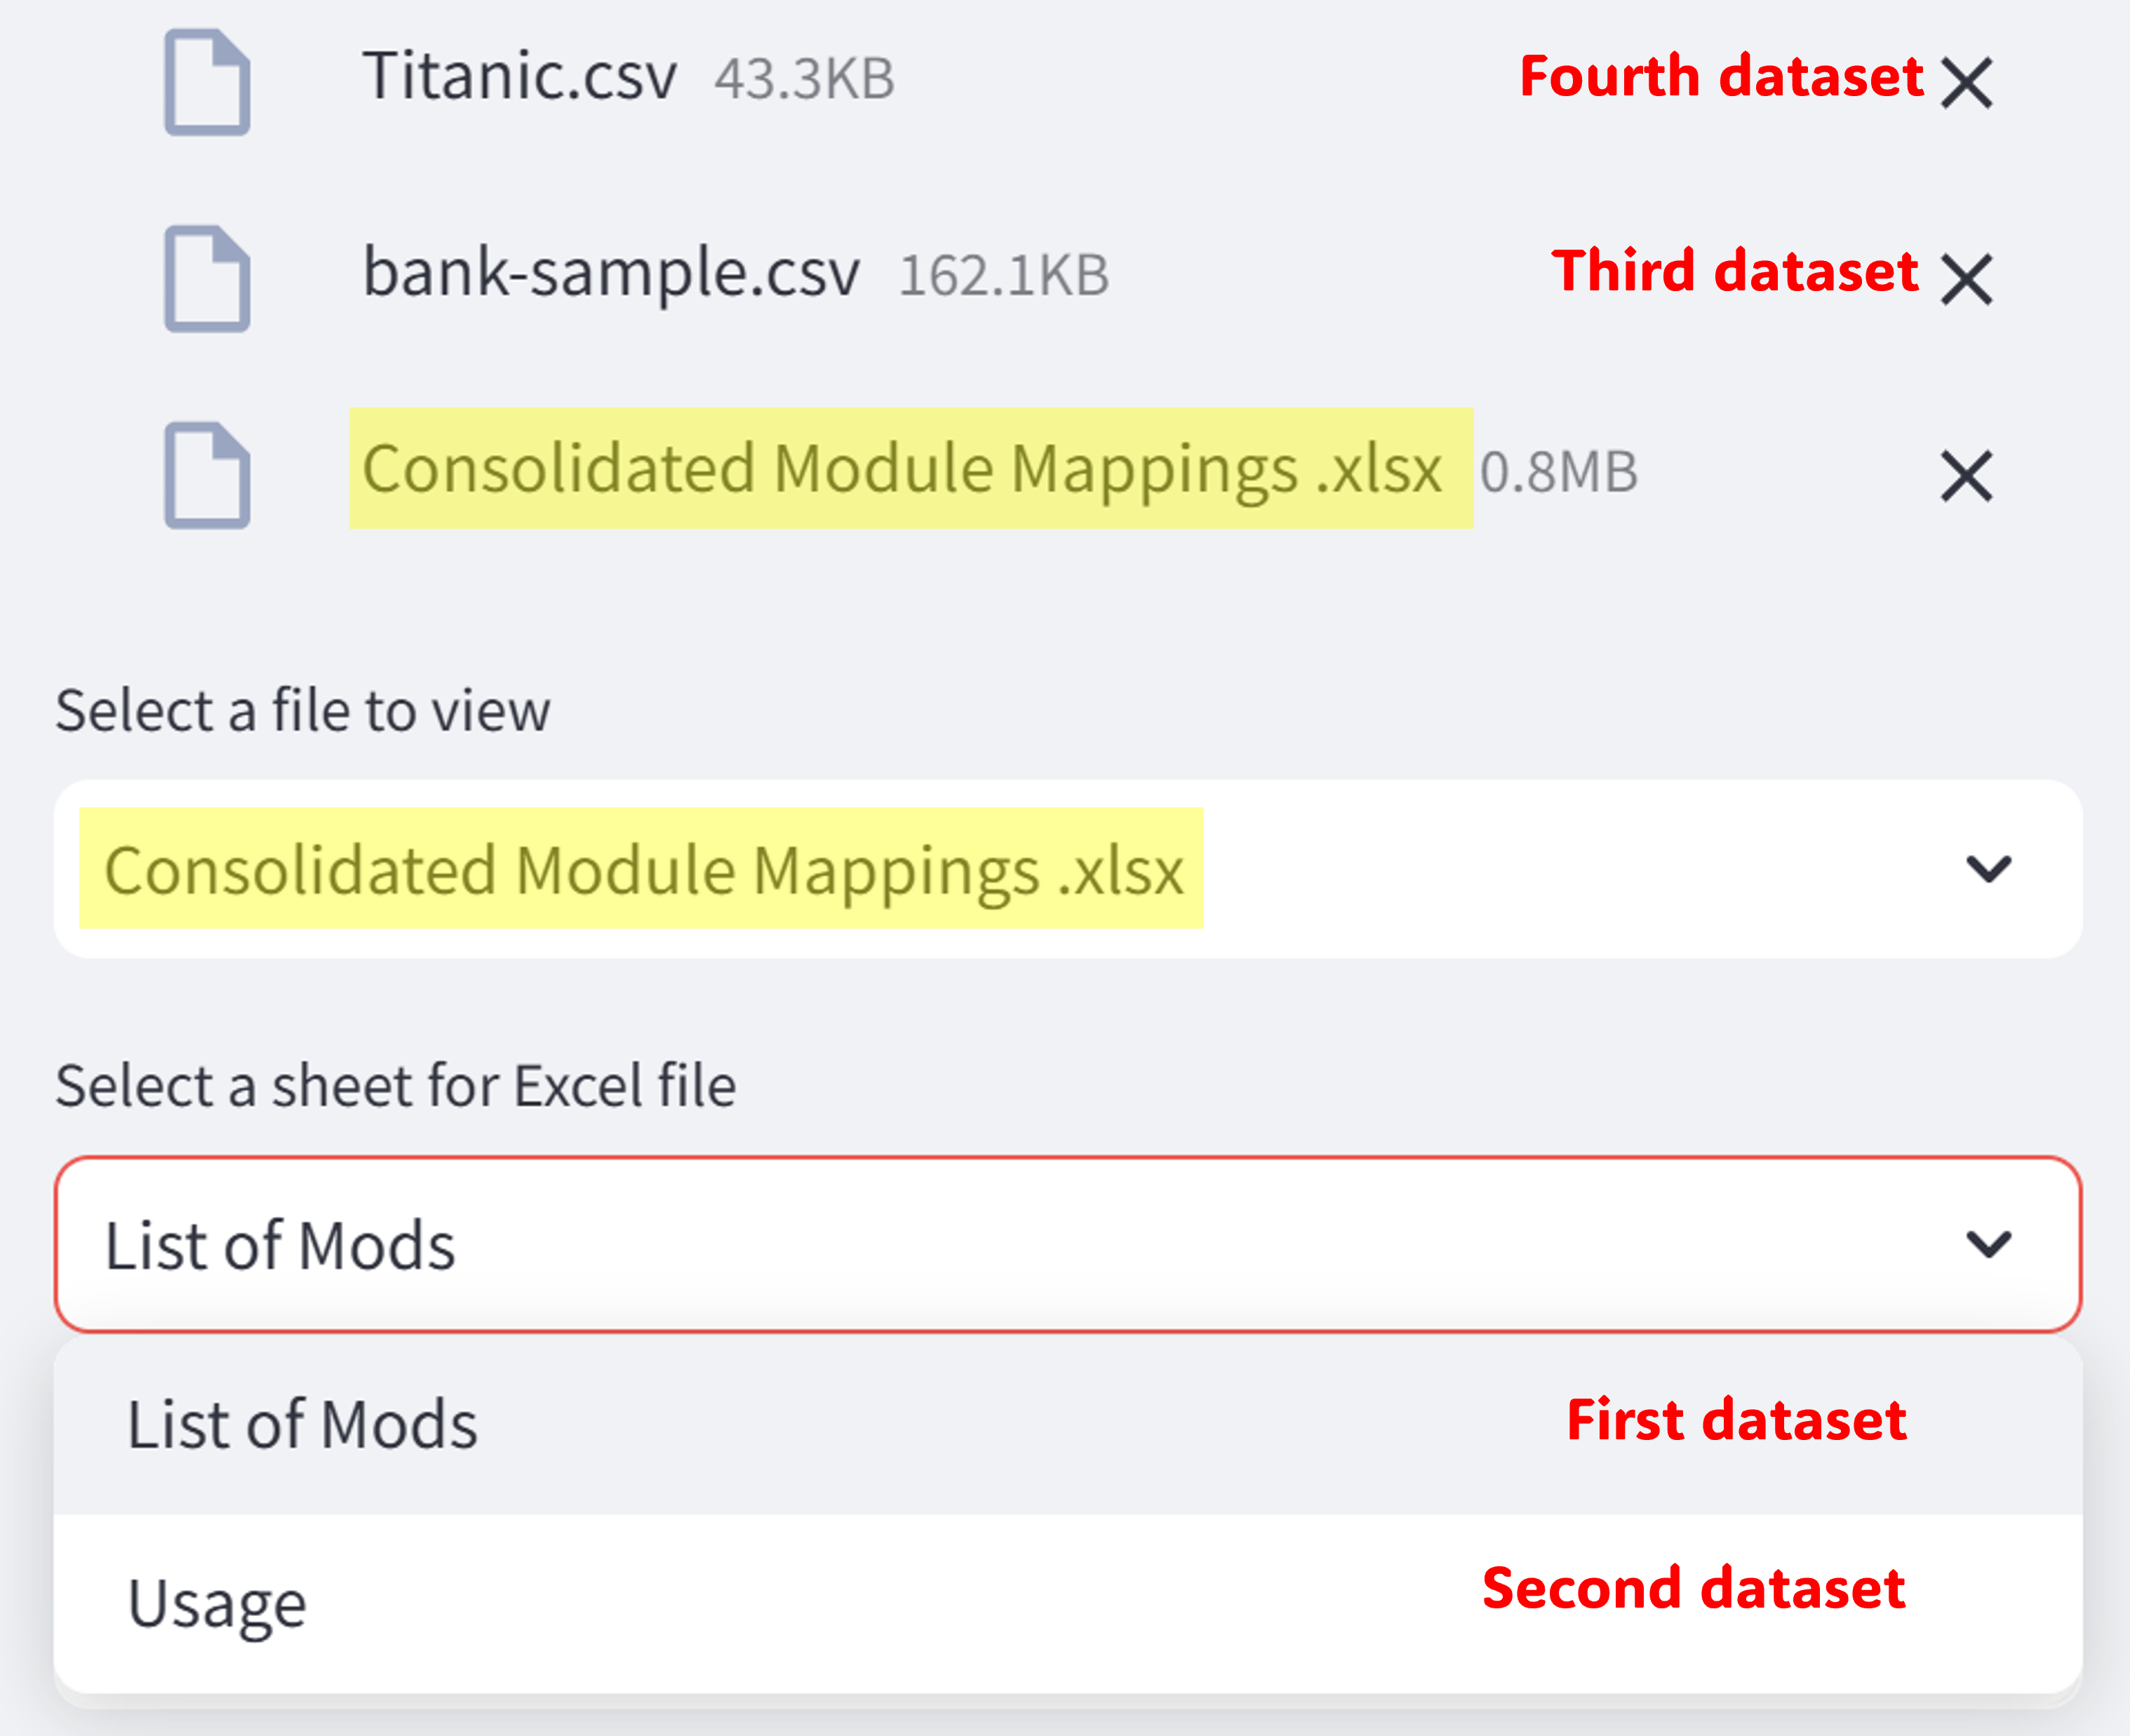 Titanic.csv 43.3KB Fourth dataset
bank-sample.csv 162.1KB Third dataset
Consolidated Module Mappings .xlsx 0.8MB
Select a file to view
Consolidated Module Mappings .xlsx
Select a sheet for Excel file
List of Mods
List of Mods First dataset
Usage Second dataset